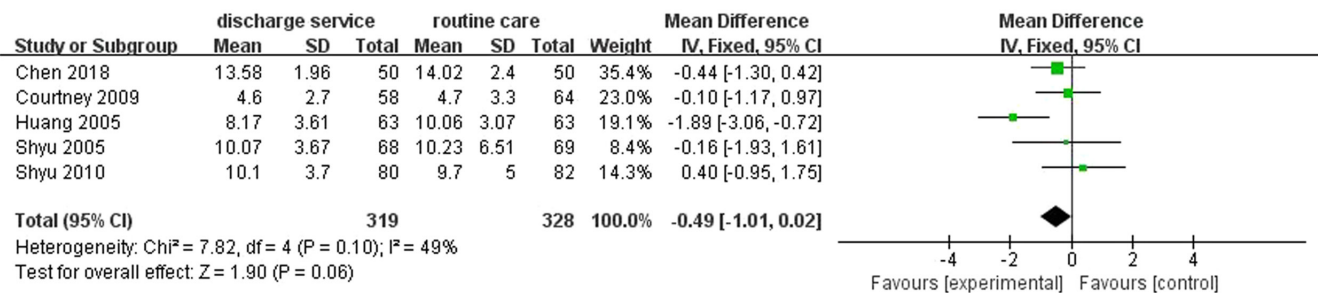 discharge service routine care Mean Difference Mean Difference
Study or Subgroup Mean SD Total Mean SD Total Weight IV, Fixed, 95% CI IV, Fixed, 95% CI
Chen 2018 13.58 1.96 50 14.02 2.4 50 35.4% -0.44 [-1.30, 0.42]
Courtney 2009 4.6 2.7 58 4.7 3.3 64 23.0% -0.10 [-1.17, 0.97]
Huang 2005 8.17 3.61 63 10.06 3.07 63 19.1% -1.89 [-3.06, -0.72]
Shyu 2005 10.07 3.67 68 10.23 6.51 69 8.4% -0.16 [-1.93, 1.61]
Shyu 2010 10.1 3.7 80 9.7 5 82 14.3% 0.40 [-0.95, 1.75]
Total (95% CI) 319 328 100.0% -0.49 [-1.01, 0.02]
Heterogeneity: Chi² = 7.82, df = 4 (P = 0.10); I² = 49%
Test for overall effect: Z = 1.90 (P = 0.06)
-4 -2 0 2 4
Favours [experimental] Favours [control]